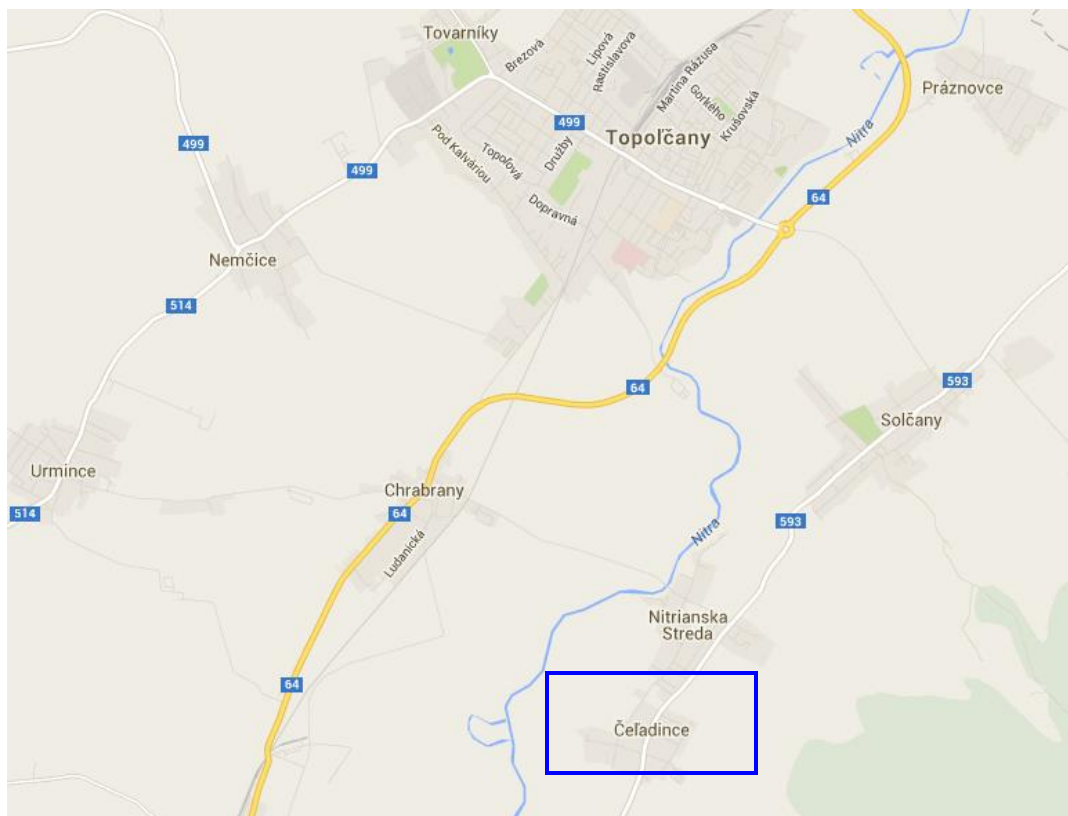 Tovarníky
Brezová
Lipová
Rastislavova
Martina Rázusa
Gorkého
Krušovská
Práznovce
499
Topoľčany
Nitra
499
Pod Kalváriou
Topoľová
Družby
499
64
Dopravná
Nemčice
514
593
64
Solčany
Urmince
Chrabrany
514
64
593
Nitra
Ludanická
Nitrianska
Streda
64
Čeľadince